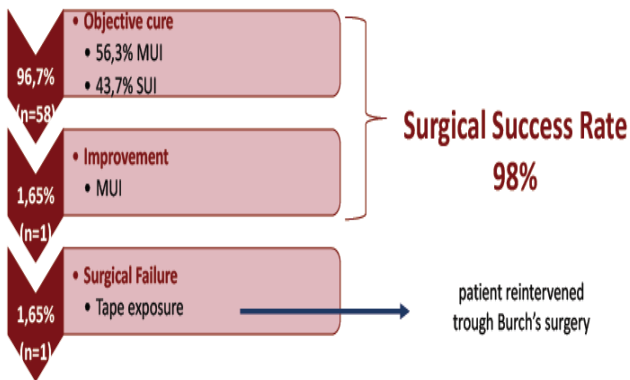 • Objective cure
• 56,3% MUI
• 43,7% SUI
96,7%
(n=58)
Surgical Success Rate
98%
• Improvement
• MUI
1,65%
(n=1)
• Surgical Failure
• Tape exposure
1,65%
(n=1)
patient reintervened
trough Burch's surgery